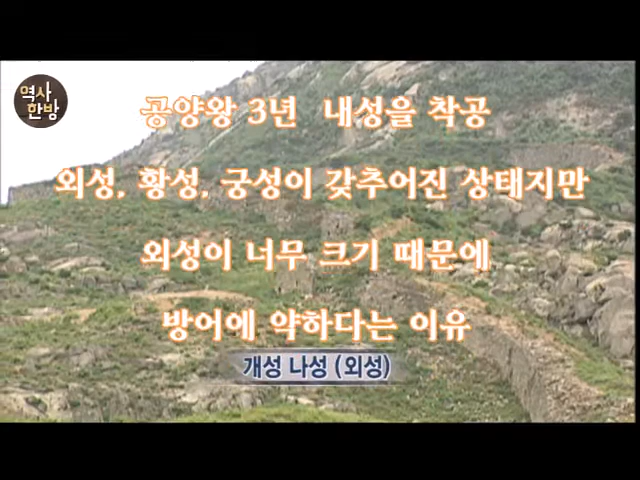 역사
한방
공양왕 3년 내성을 착공
외성, 황성, 궁성이 갖추어진 상태지만
외성이 너무 크기 때문에
방어에 약하다는 이유
개성 나성 (외성)